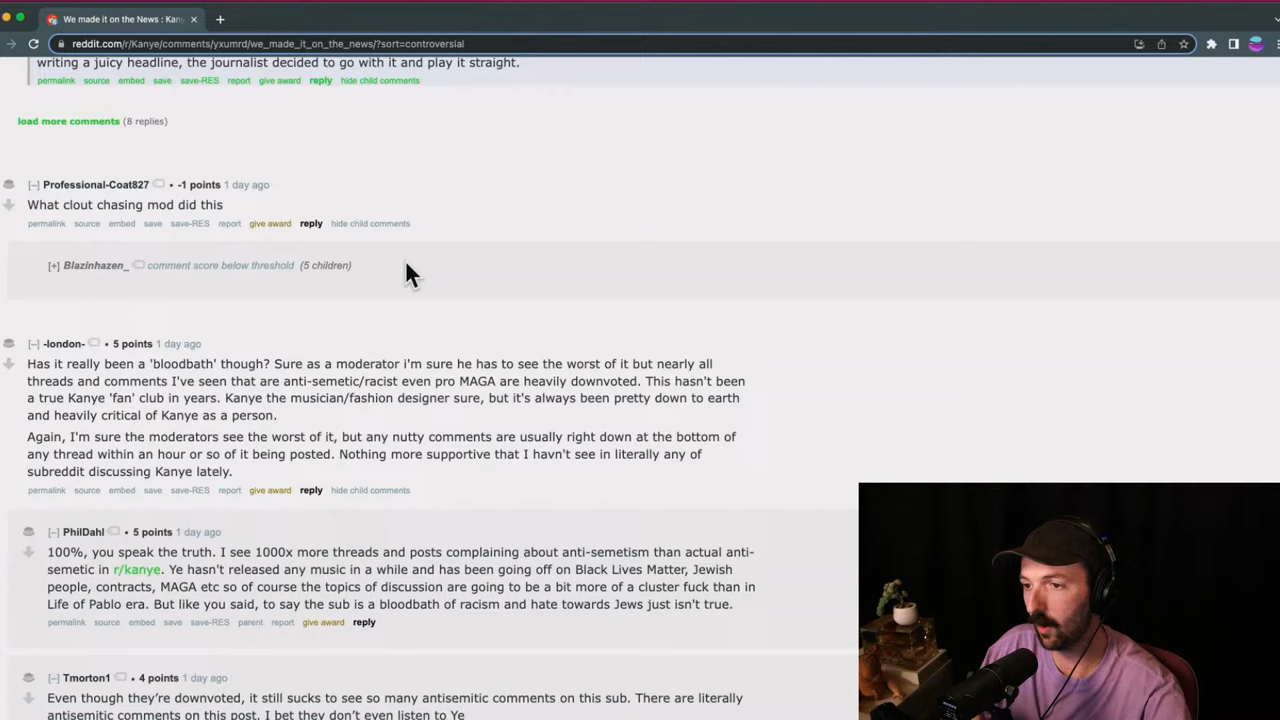 We made it on the News : Kany
reddit.com/r/Kanye/comments/yxumrd/we_made_it_on_the_news/?sort=controversial
writing a juicy headline, the journalist decided to go with it and play it straight.
permalink source embed save save-RES report give award reply hide child comments
load more comments (8 replies)
[–] Professional-Coat827 • -1 points 1 day ago
What clout chasing mod did this
permalink source embed save save-RES report give award reply hide child comments
[+] Blazinhazen_ comment score below threshold (5 children)
[–] -london- • 5 points 1 day ago
Has it really been a 'bloodbath' though? Sure as a moderator i'm sure he has to see the worst of it but nearly all
threads and comments I've seen that are anti-semetic/racist even pro MAGA are heavily downvoted. This hasn't been
a true Kanye 'fan' club in years. Kanye the musician/fashion designer sure, but it's always been pretty down to earth
and heavily critical of Kanye as a person.
Again, I'm sure the moderators see the worst of it, but any nutty comments are usually right down at the bottom of
any thread within an hour or so of it being posted. Nothing more supportive that I havn't see in literally any of
subreddit discussing Kanye lately.
permalink source embed save save-RES report give award reply hide child comments
[–] PhilDahl • 5 points 1 day ago
100%, you speak the truth. I see 1000x more threads and posts complaining about anti-semetism than actual anti-
semetic in r/kanye. Ye hasn't released any music in a while and has been going off on Black Lives Matter, Jewish
people, contracts, MAGA etc so of course the topics of discussion are going to be a bit more of a cluster fuck than in
Life of Pablo era. But like you said, to say the sub is a bloodbath of racism and hate towards Jews just isn't true.
permalink source embed save save-RES parent report give award reply
[–] Tmorton1 • 4 points 1 day ago
Even though they're downvoted, it still sucks to see so many antisemitic comments on this sub. There are literally
antisemitic comments on this post. I bet they don't even listen to Ye